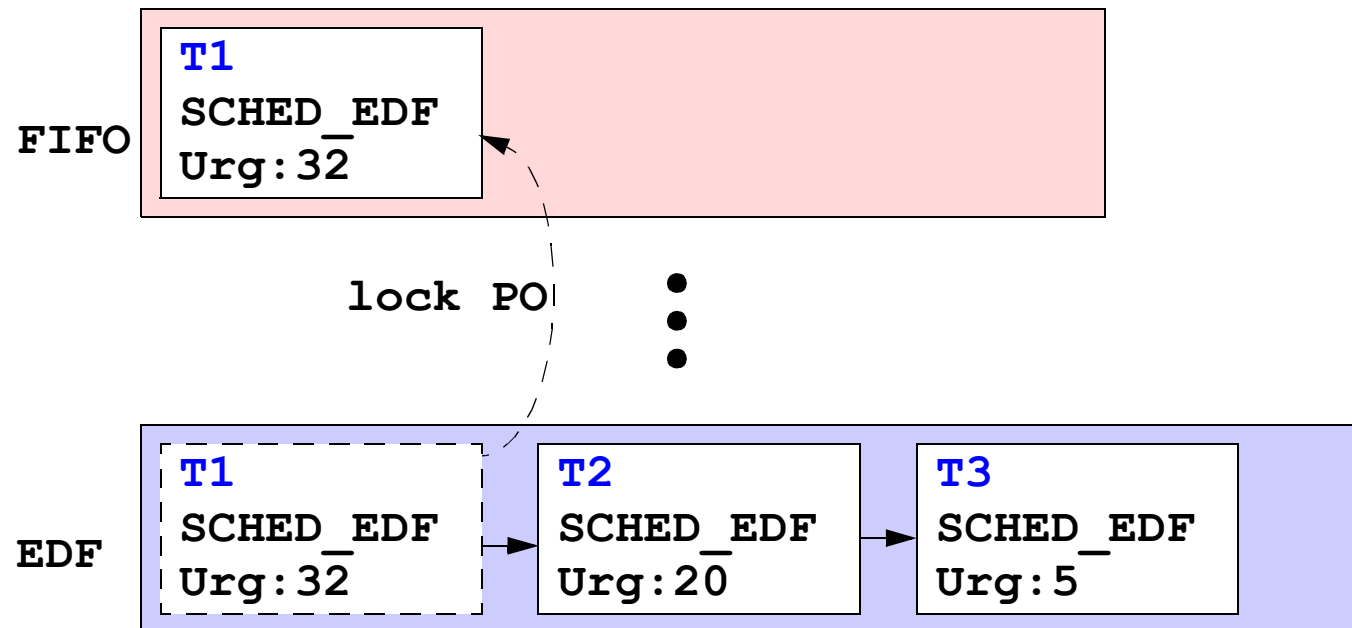 T1
SCHED_EDF
Urg:32
FIFO
lock PO
T1
SCHED_EDF
Urg:32
T2
SCHED_EDF
Urg:20
T3
SCHED_EDF
Urg:5
EDF